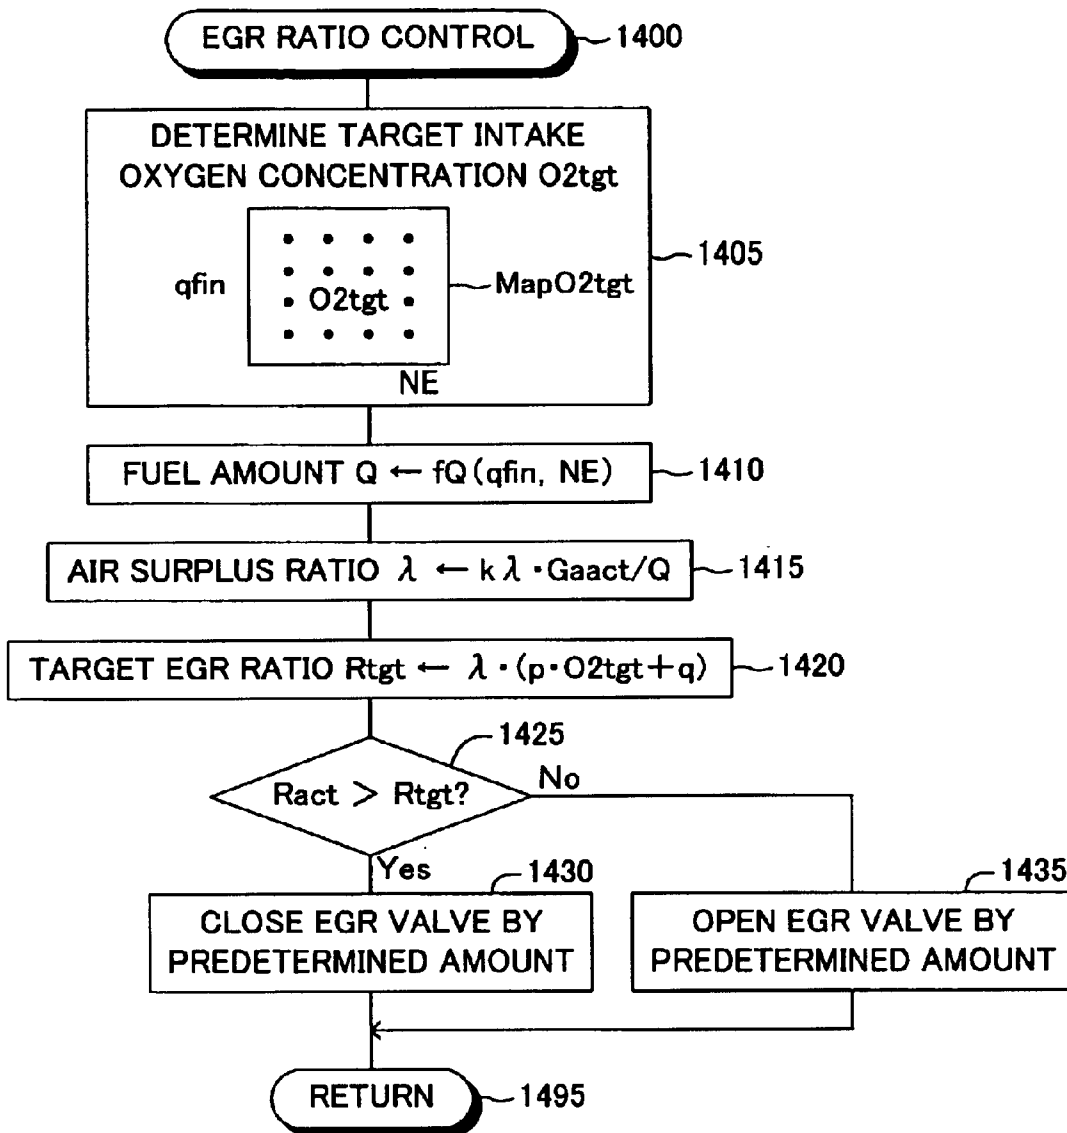 EGR RATIO CONTROL
1400
DETERMINE TARGET INTAKE
OXYGEN CONCENTRATION O2tgt
1405
qfin
O2tgt
MapO2tgt
NE
FUEL AMOUNT Q ← fQ(qfin, NE)
1410
AIR SURPLUS RATIO λ ← kλ·Gaact/Q
1415
TARGET EGR RATIO Rtgt ← λ·(p·O2tgt+q)
1420
1425
Ract > Rtgt?
No
Yes
1430
1435
CLOSE EGR VALVE BY
PREDETERMINED AMOUNT
OPEN EGR VALVE BY
PREDETERMINED AMOUNT
RETURN
1495